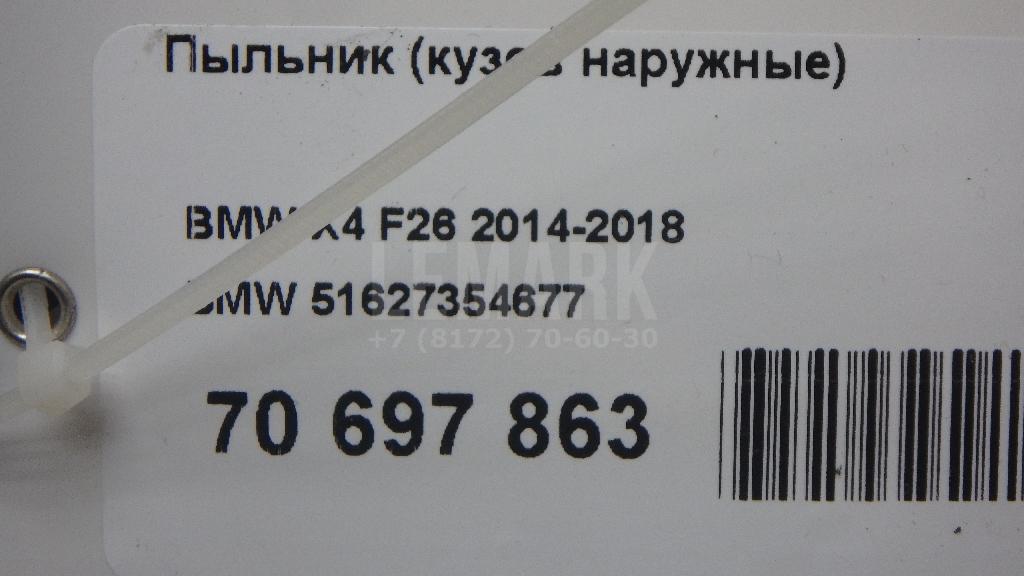 Пыльник (кузов наружные)
BMW X4 F26 2014-2018
BMW 51627354677
LEMARK
+7 (8172) 70-60-30
70 697 863